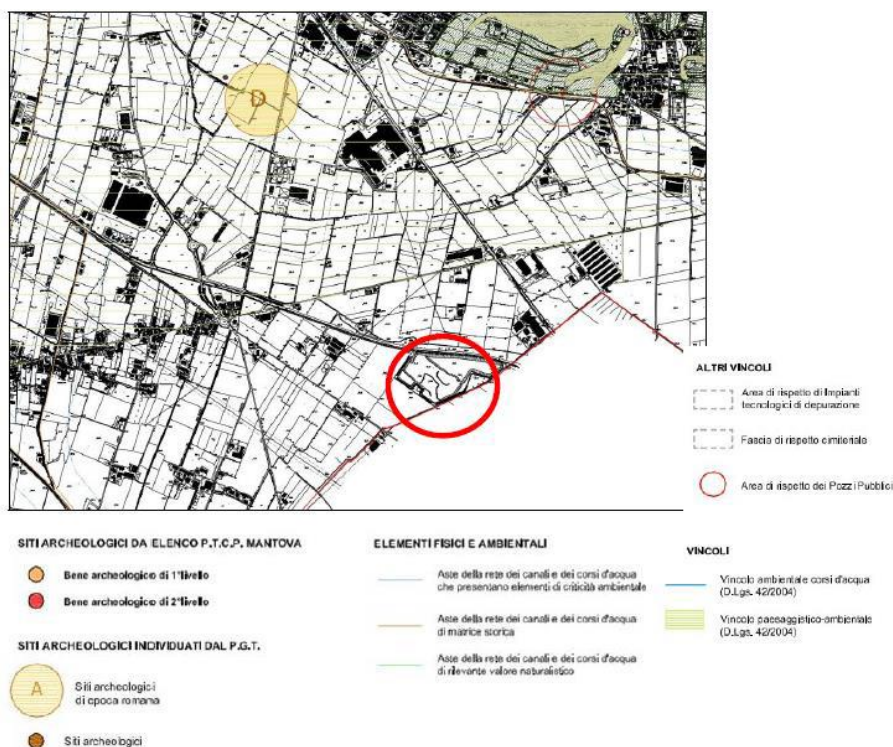 D
ALTRI VINCOLI
Area di rispetto di Impianti
tecnologici di depurazione
Fascia di rispetto cimiteriale
Area di rispetto dei Pozzi Pubblici
SITI ARCHEOLOGICI DA ELENCO P.T.C.P. MANTOVA
Bene archeologico di 1°livello
Bene archeologico di 2°livello
SITI ARCHEOLOGICI INDIVIDUATI DAL P.G.T.
A
Siti archeologici
di epoca romana
Siti archeologici
ELEMENTI FISICI E AMBIENTALI
Aste della rete dei canali e dei corsi d'acqua
che presentano elementi di criticità ambientale
Aste della rete dei canali e dei corsi d'acqua
di matrice storica
Aste della rete dei canali e dei corsi d'acqua
di rilevante valore naturalistico
VINCOLI
Vincolo ambientale corsi d'acqua
(D.Lgs. 42/2004)
Vincolo paesaggistico-ambientale
(D.Lgs. 42/2004)